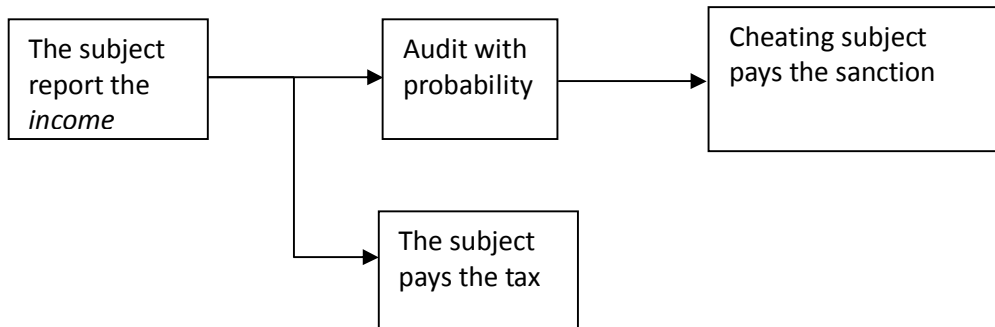 The subject
report the
income
Audit with
probability
Cheating subject
pays the sanction
The subject
pays the tax